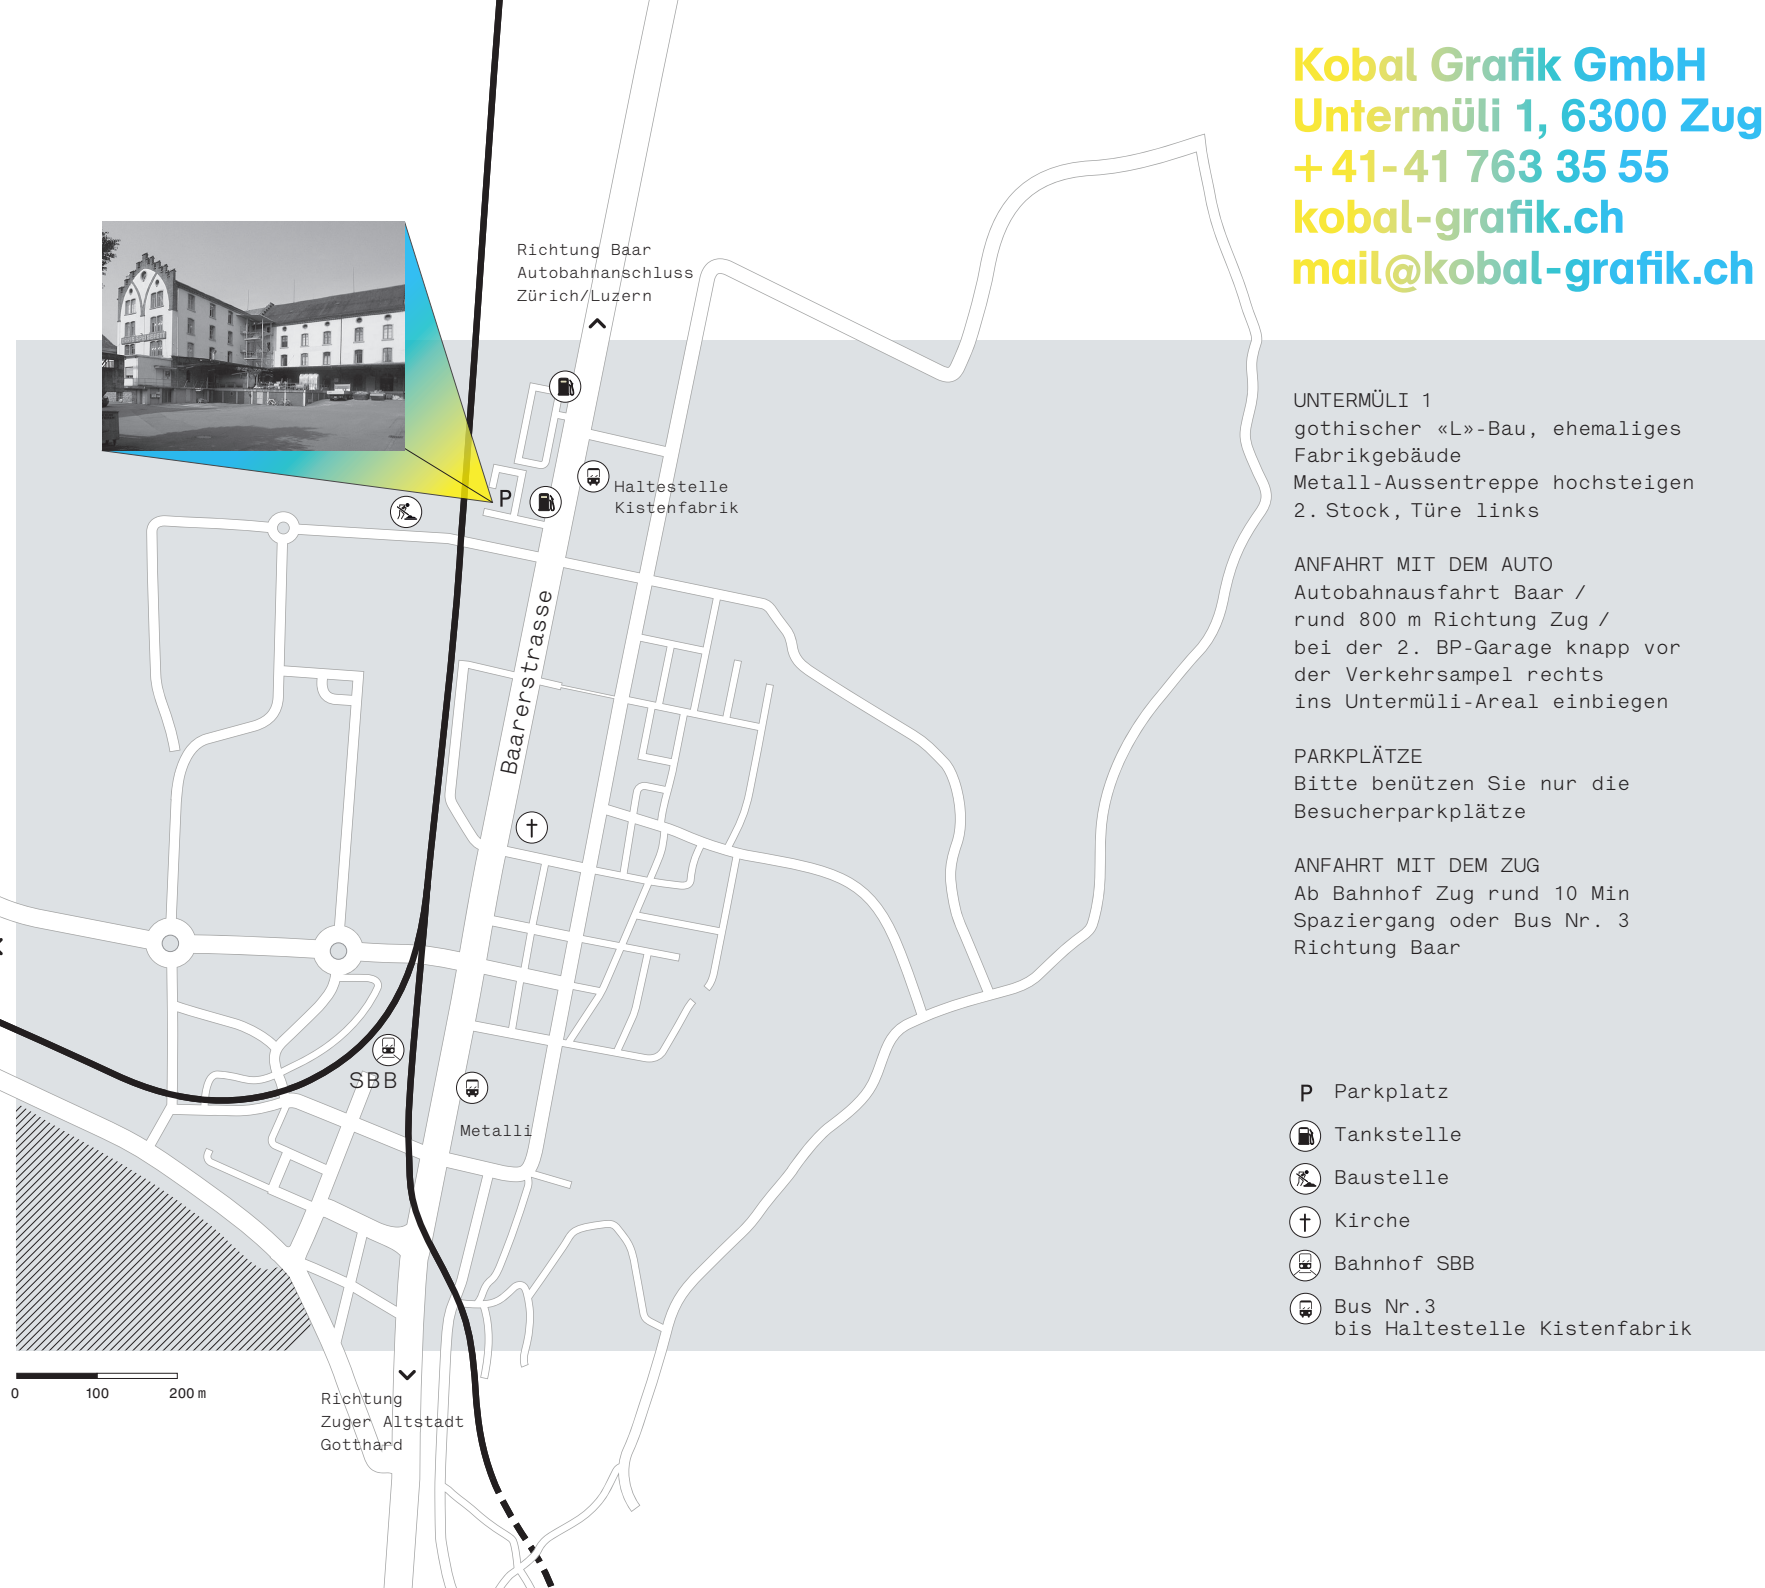 Kobal Grafik GmbH
Untermüli 1, 6300 Zug
+41-41 763 35 55
kobal-grafik.ch
mail@kobal-grafik.ch
Richtung Baar
Autobahnanschluss
Zürich/Luzern
P
Haltestelle
Kistenfabrik
Baarerstrasse
SBB
Metalli
0 100 200 m
Richtung
Zuger Altstadt
Gotthard
UNTERMÜLI 1
gothischer «L»-Bau, ehemaliges
Fabrikgebäude
Metall-Aussentreppe hochsteigen
2. Stock, Türe links
ANFAHRT MIT DEM AUTO
Autobahnausfahrt Baar /
rund 800 m Richtung Zug /
bei der 2. BP-Garage knapp vor
der Verkehrsampel rechts
ins Untermüli-Areal einbiegen
PARKPLÄTZE
Bitte benützen Sie nur die
Besucherparkplätze
ANFAHRT MIT DEM ZUG
Ab Bahnhof Zug rund 10 Min
Spaziergang oder Bus Nr. 3
Richtung Baar
P Parkplatz
Tankstelle
Baustelle
Kirche
Bahnhof SBB
Bus Nr.3
bis Haltestelle Kistenfabrik